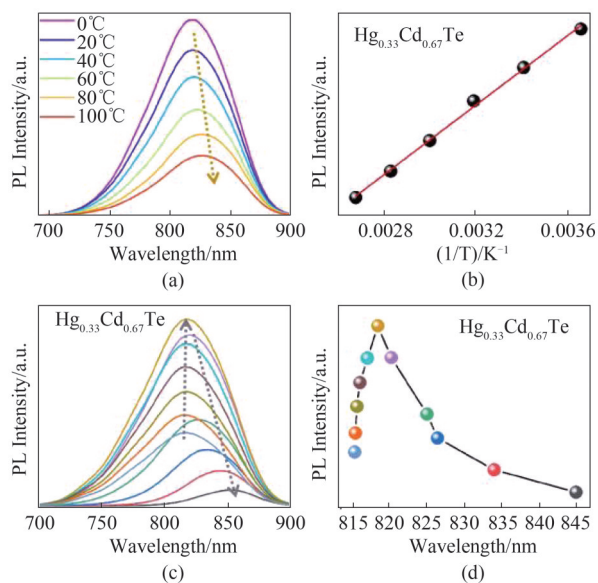 0℃
20℃
40℃
60℃
80℃
100℃
PL Intensity/a.u.
700 750 800 850 900
Wavelength/nm
(a)
Hg0.33Cd0.67Te
PL Intensity/a.u.
0.0028 0.0032 0.0036
(1/T)/K⁻¹
(b)
Hg0.33Cd0.67Te
PL Intensity/a.u.
700 750 800 850 900
Wavelength/nm
(c)
Hg0.33Cd0.67Te
PL Intensity/a.u.
815 820 825 830 835 840 845
Wavelength/nm
(d)